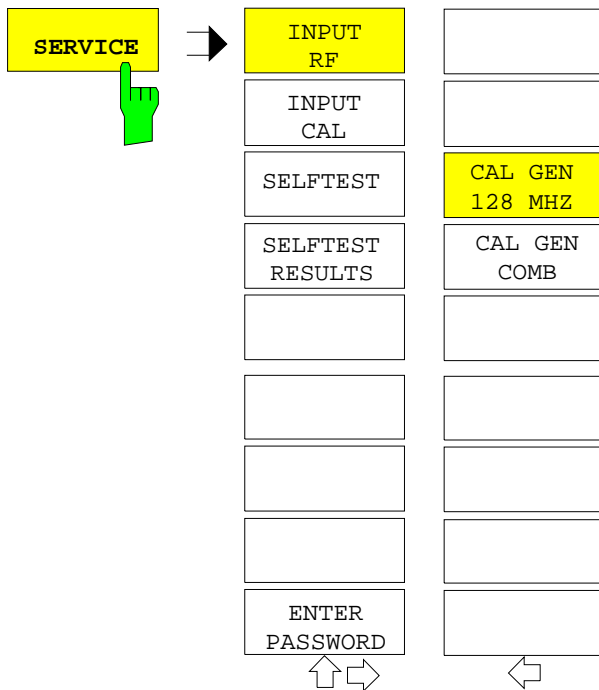 SERVICE
INPUT
RF
INPUT
CAL
SELFTEST
SELFTEST
RESULTS
ENTER
PASSWORD
CAL GEN
128 MHZ
CAL GEN
COMB